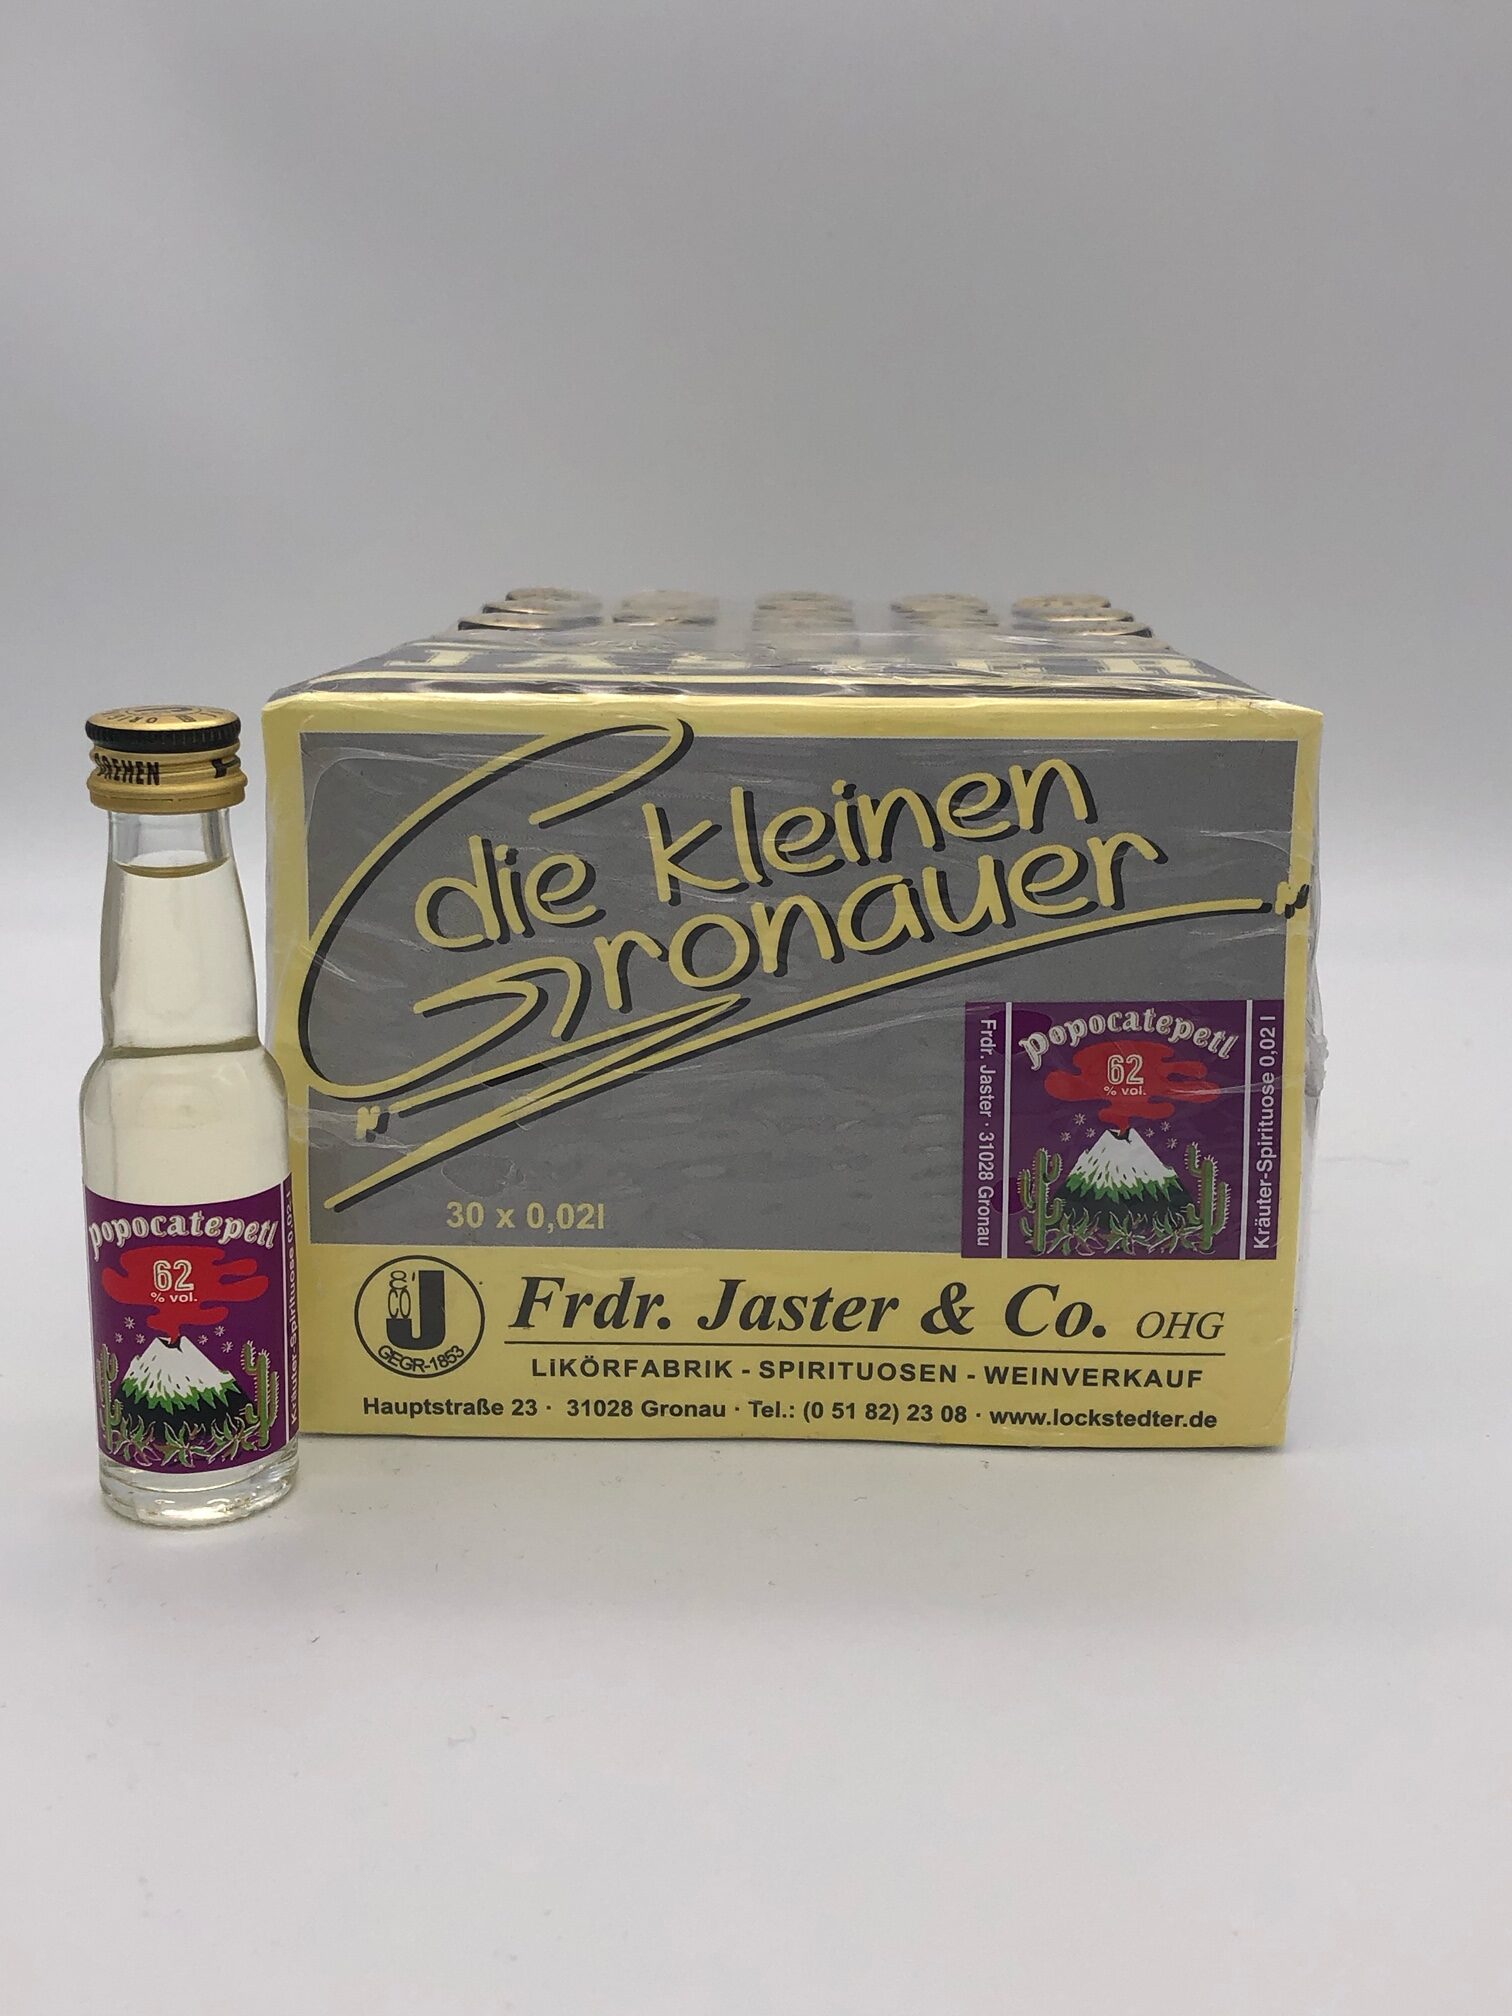 JASTER
die kleinen
Gronauer
30 x 0,02l
Frdr. Jaster · 31028 Gronau
popocatepetl
62
% vol.
Kräuter-Spirituose 0,02 l
J
& CO
GEGR-1853
Frdr. Jaster & Co. OHG
LiKÖRFABRIK - SPIRITUOSEN - WEINVERKAUF
Hauptstraße 23 · 31028 Gronau · Tel.: (0 51 82) 23 08 · www.lockstedter.de
DREHEN
popocatepetl
62
% vol.
Kräuter-Spirituose 0,02 l